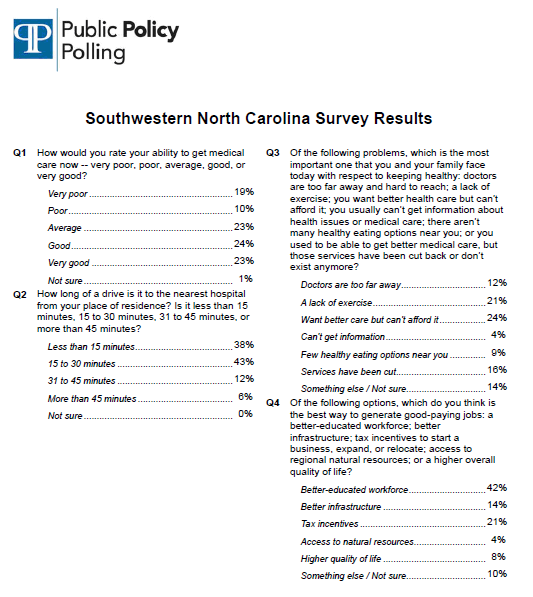 PP
Public Policy
Polling
Southwestern North Carolina Survey Results
Q1 How would you rate your ability to get medical
care now -- very poor, poor, average, good, or
very good?
Very poor 19%
Poor 10%
Average 23%
Good 24%
Very good 23%
Not sure 1%
Q2 How long of a drive is it to the nearest hospital
from your place of residence? Is it less than 15
minutes, 15 to 30 minutes, 31 to 45 minutes, or
more than 45 minutes?
Less than 15 minutes 38%
15 to 30 minutes 43%
31 to 45 minutes 12%
More than 45 minutes 6%
Not sure 0%
Q3 Of the following problems, which is the most
important one that you and your family face
today with respect to keeping healthy: doctors
are too far away and hard to reach; a lack of
exercise; you want better health care but can't
afford it; you usually can't get information about
health issues or medical care; there aren't
many healthy eating options near you; or you
used to be able to get better medical care, but
those services have been cut back or don't
exist anymore?
Doctors are too far away 12%
A lack of exercise 21%
Want better care but can't afford it 24%
Can't get information 4%
Few healthy eating options near you 9%
Services have been cut 16%
Something else / Not sure 14%
Q4 Of the following options, which do you think is
the best way to generate good-paying jobs: a
better-educated workforce; better
infrastructure; tax incentives to start a
business, expand, or relocate; access to
regional natural resources; or a higher overall
quality of life?
Better-educated workforce 42%
Better infrastructure 14%
Tax incentives 21%
Access to natural resources 4%
Higher quality of life 8%
Something else / Not sure 10%